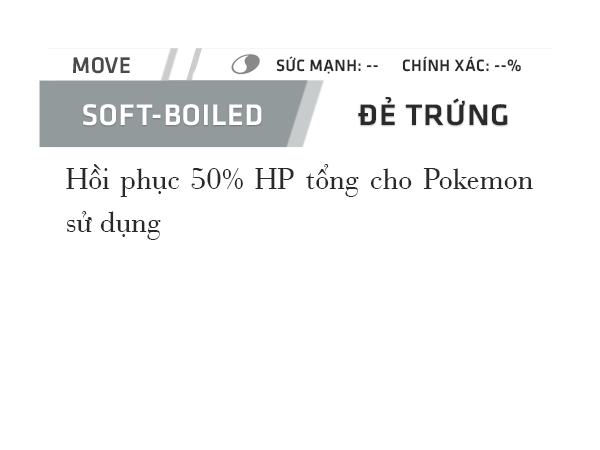 MOVE SỨC MẠNH: -- CHÍNH XÁC: --%
SOFT-BOILED ĐẺ TRỨNG
Hồi phục 50% HP tổng cho Pokemon
sử dụng